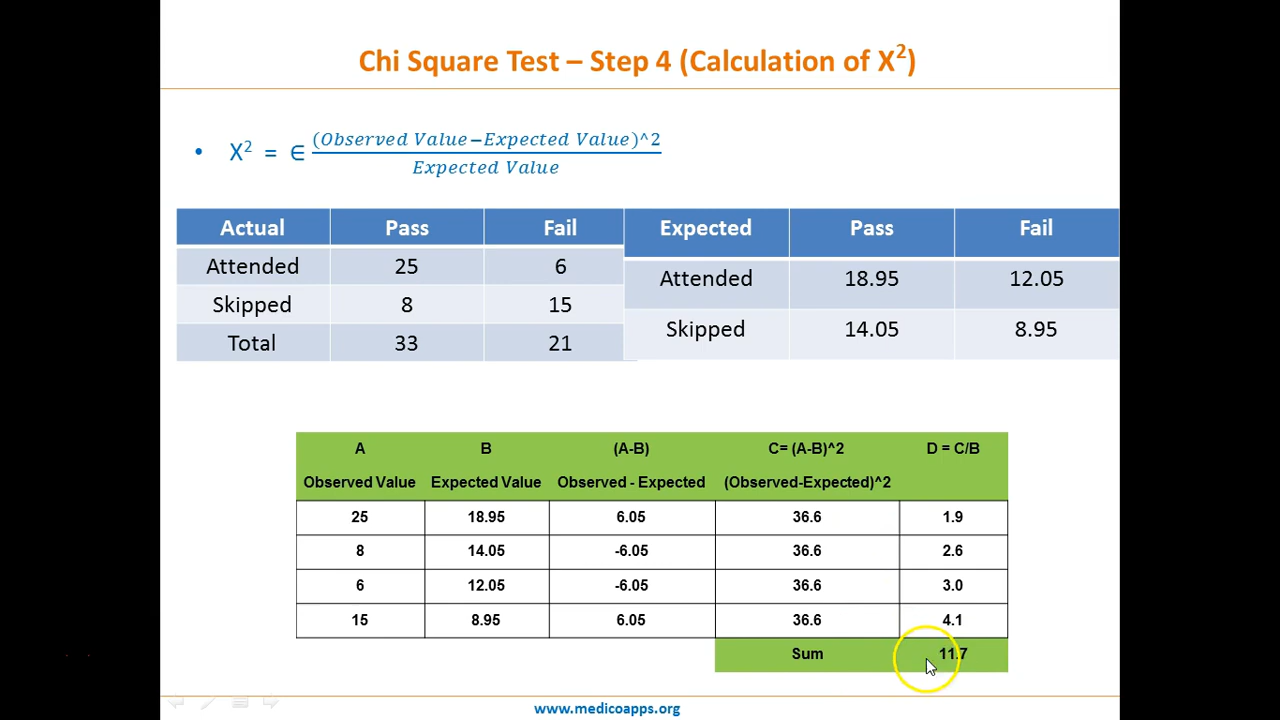 Chi Square Test – Step 4 (Calculation of X²)
• X² = ∈ (Observed Value−Expected Value)^2
Expected Value
Actual Pass Fail
Attended 25 6
Skipped 8 15
Total 33 21
Expected Pass Fail
Attended 18.95 12.05
Skipped 14.05 8.95
A B (A-B) C= (A-B)^2 D = C/B
Observed Value Expected Value Observed - Expected (Observed-Expected)^2
25 18.95 6.05 36.6 1.9
8 14.05 -6.05 36.6 2.6
6 12.05 -6.05 36.6 3.0
15 8.95 6.05 36.6 4.1
Sum 11.7
www.medicoapps.org